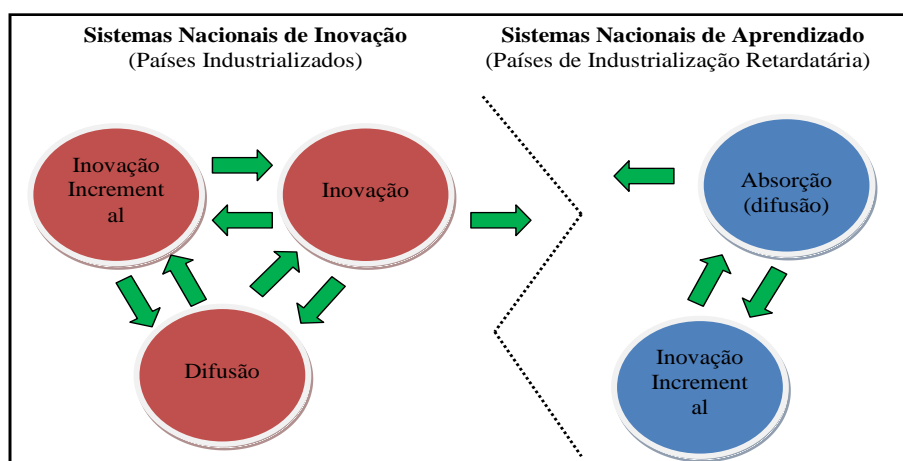 Sistemas Nacionais de Inovação
(Países Industrializados)
Sistemas Nacionais de Aprendizado
(Países de Industrialização Retardatária)
Inovação
Increment
al
Inovação
Difusão
Absorção
(difusão)
Inovação
Increment
al